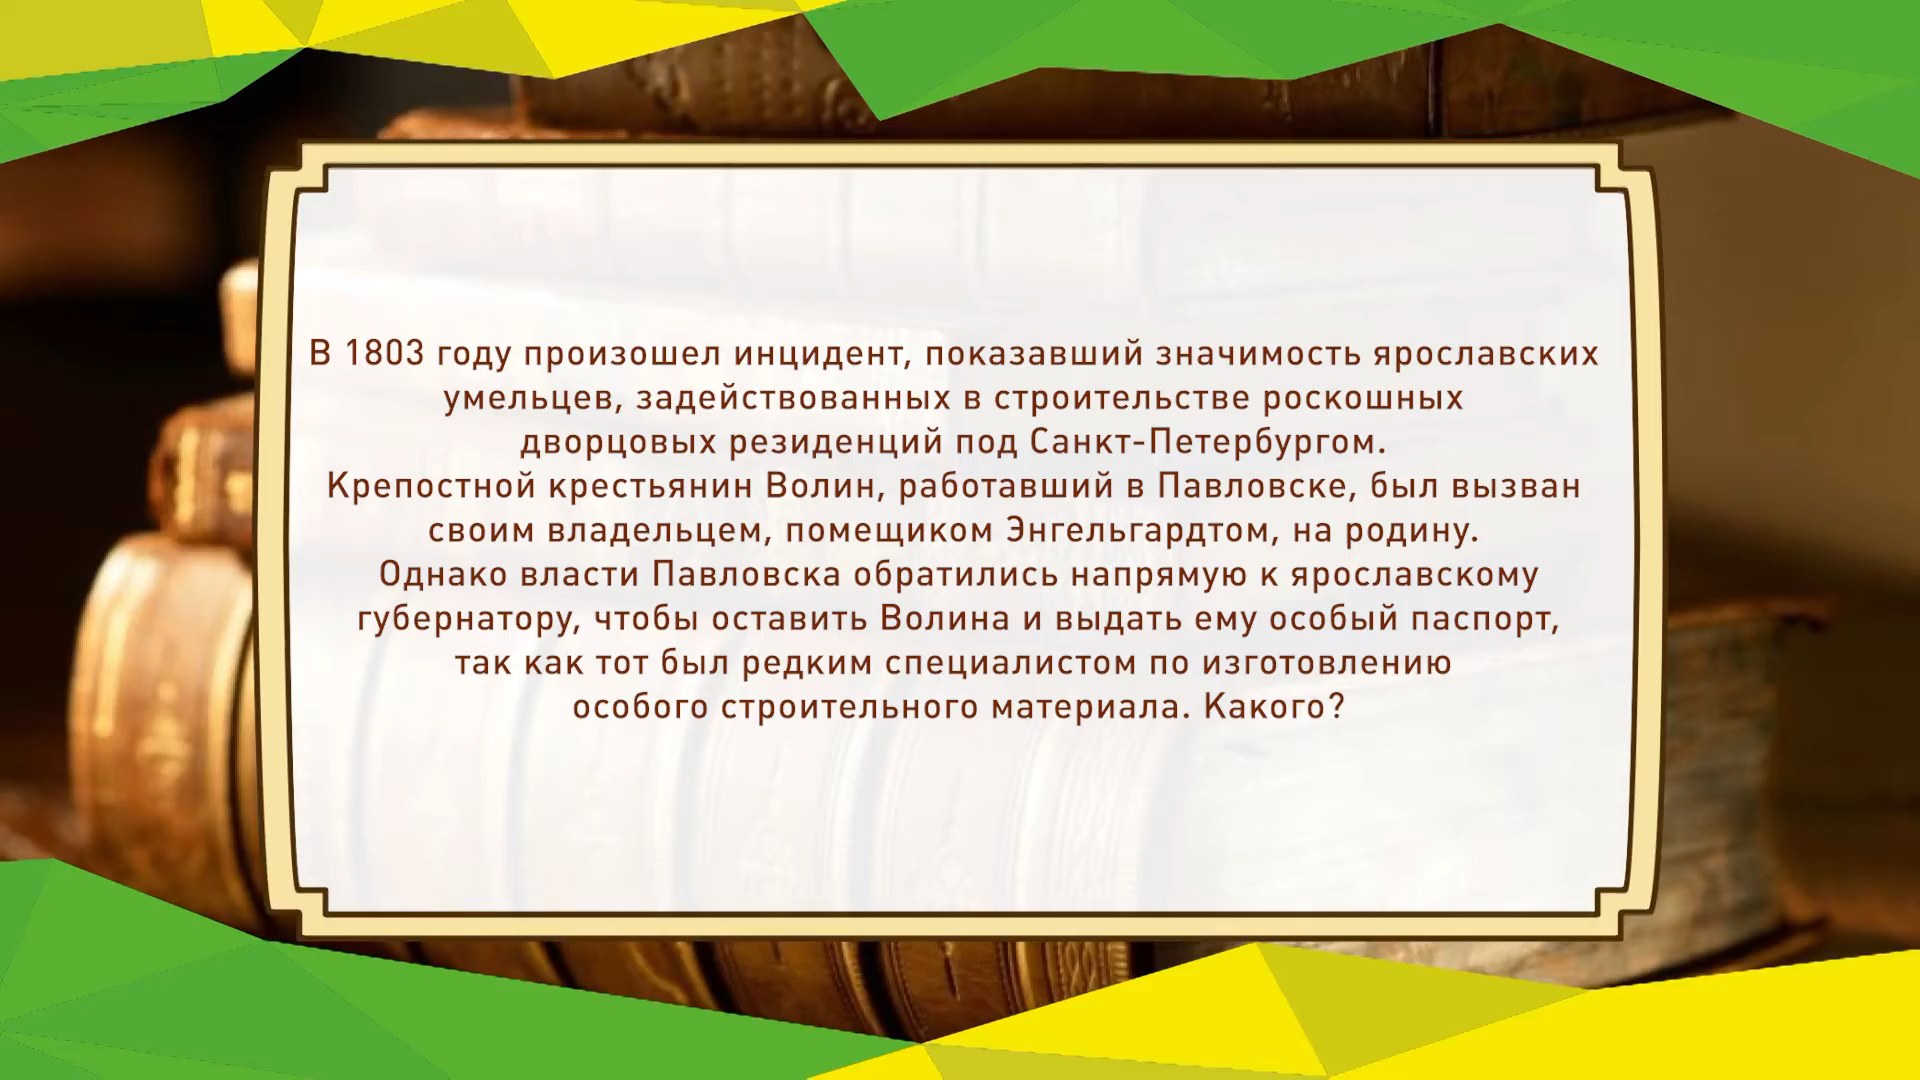 В 1803 году произошел инцидент, показавший значимость ярославских
умельцев, задействованных в строительстве роскошных
дворцовых резиденций под Санкт-Петербургом.
Крепостной крестьянин Волин, работавший в Павловске, был вызван
своим владельцем, помещиком Энгельгардтом, на родину.
Однако власти Павловска обратились напрямую к ярославскому
губернатору, чтобы оставить Волина и выдать ему особый паспорт,
так как тот был редким специалистом по изготовлению
особого строительного материала. Какого?